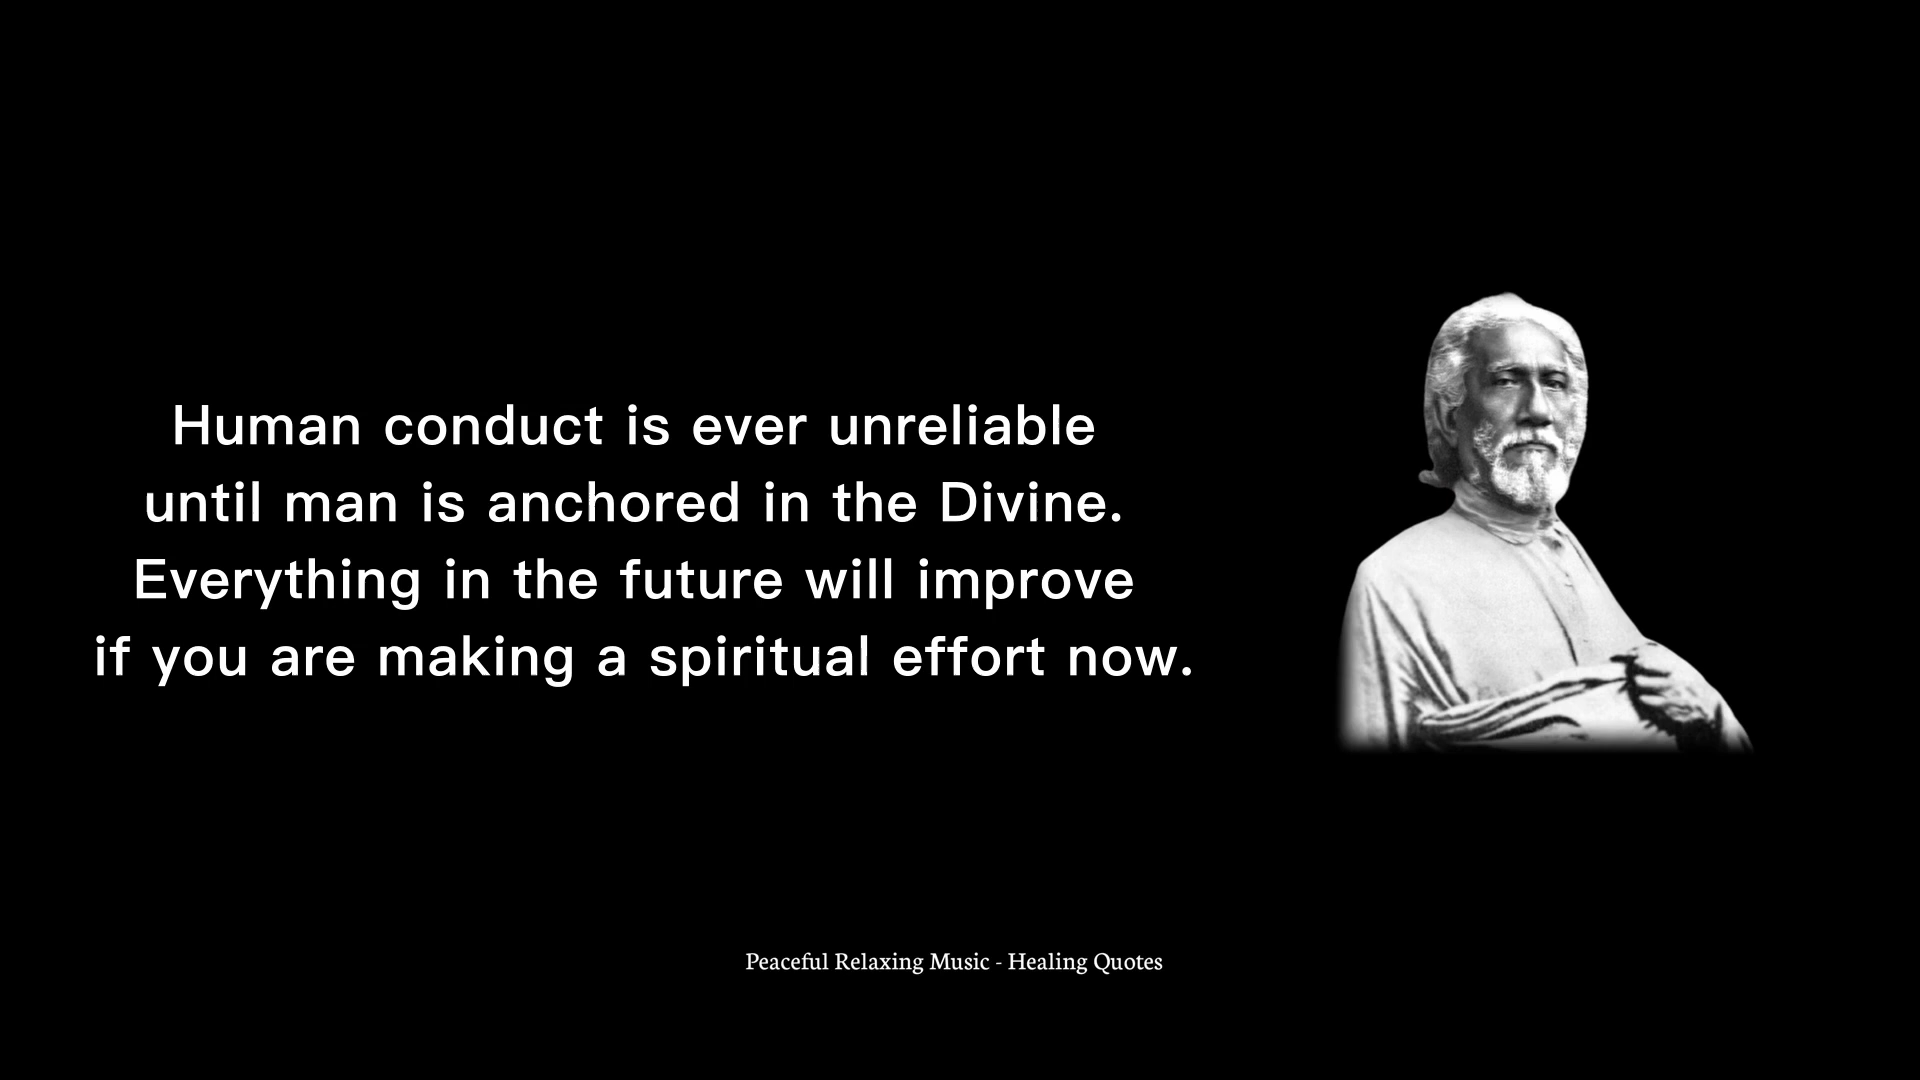 Human conduct is ever unreliable
until man is anchored in the Divine.
Everything in the future will improve
if you are making a spiritual effort now.
Peaceful Relaxing Music - Healing Quotes